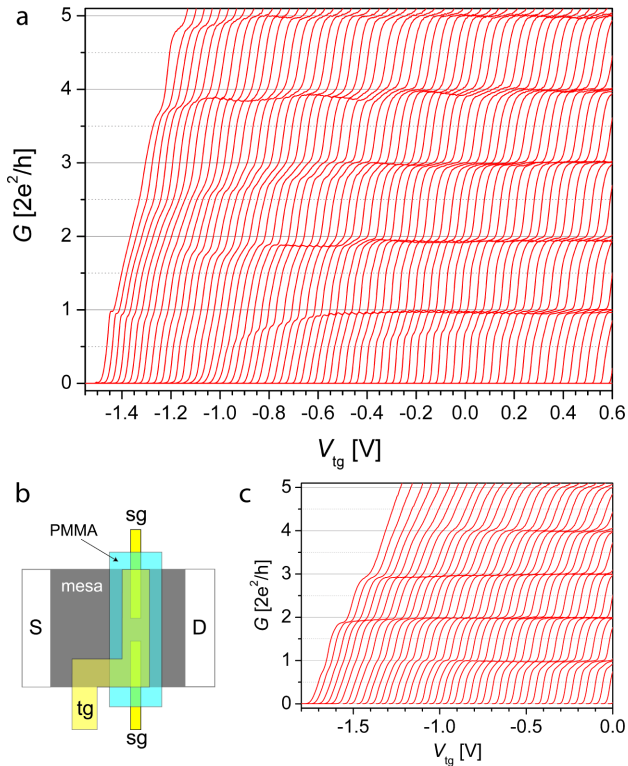 a
5
4
3
2
1
0
G [2e²/h]
-1.4 -1.2 -1.0 -0.8 -0.6 -0.4 -0.2 0.0 0.2 0.4 0.6
Vtg [V]
b
sg
PMMA
mesa
S
D
tg
sg
c
5
4
3
2
1
0
G [2e²/h]
-1.5 -1.0 -0.5 0.0
Vtg [V]